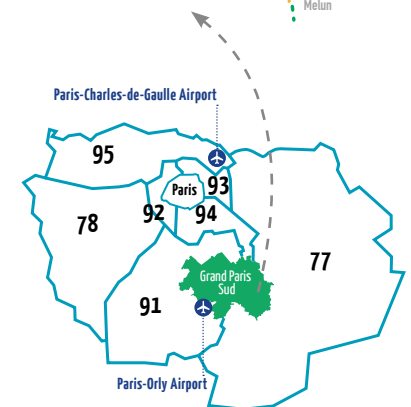 Melun
Paris-Charles-de-Gaulle Airport
95
Paris
93
92
94
78
77
Grand Paris
Sud
91
Paris-Orly Airport